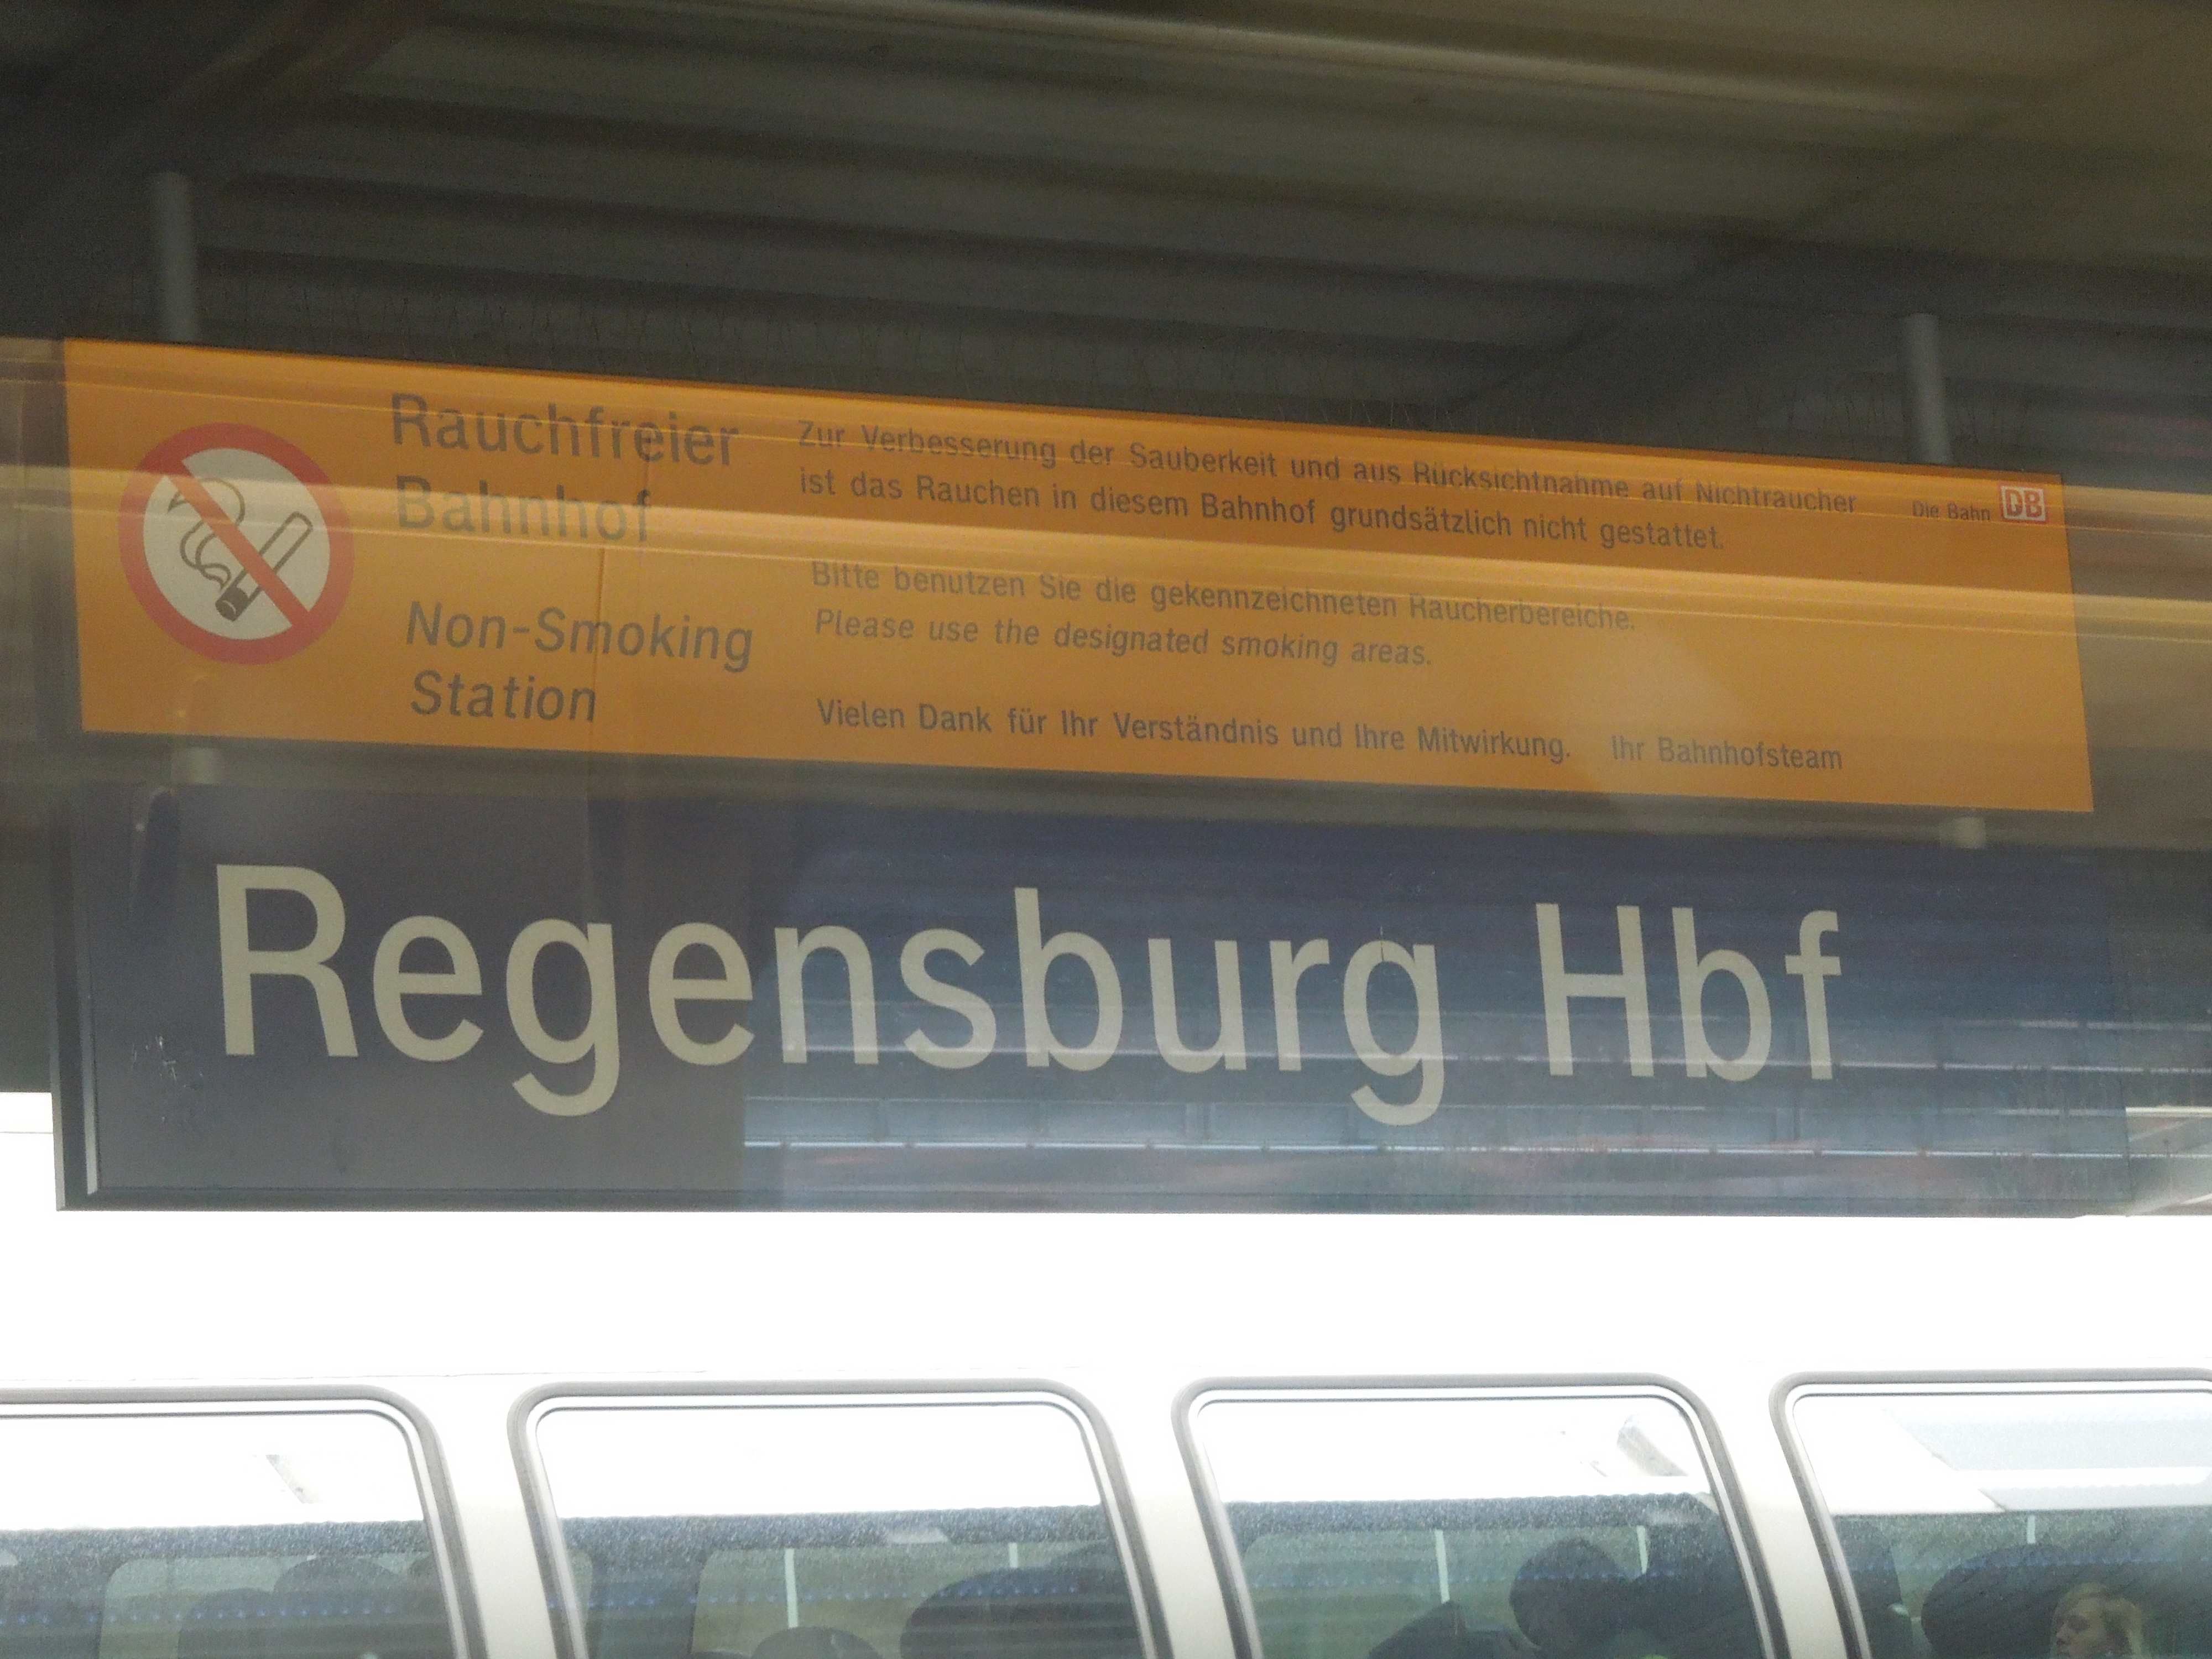 Rauchfreier
Bahnhof
Non-Smoking
Station
Zur Verbesserung der Sauberkeit und aus Rücksichtnahme auf Nichtraucher
ist das Rauchen in diesem Bahnhof grundsätzlich nicht gestattet.
Bitte benutzen Sie die gekennzeichneten Raucherbereiche.
Please use the designated smoking areas.
Vielen Dank für Ihr Verständnis und Ihre Mitwirkung. Ihr Bahnhofsteam
Die Bahn DB
Regensburg Hbf